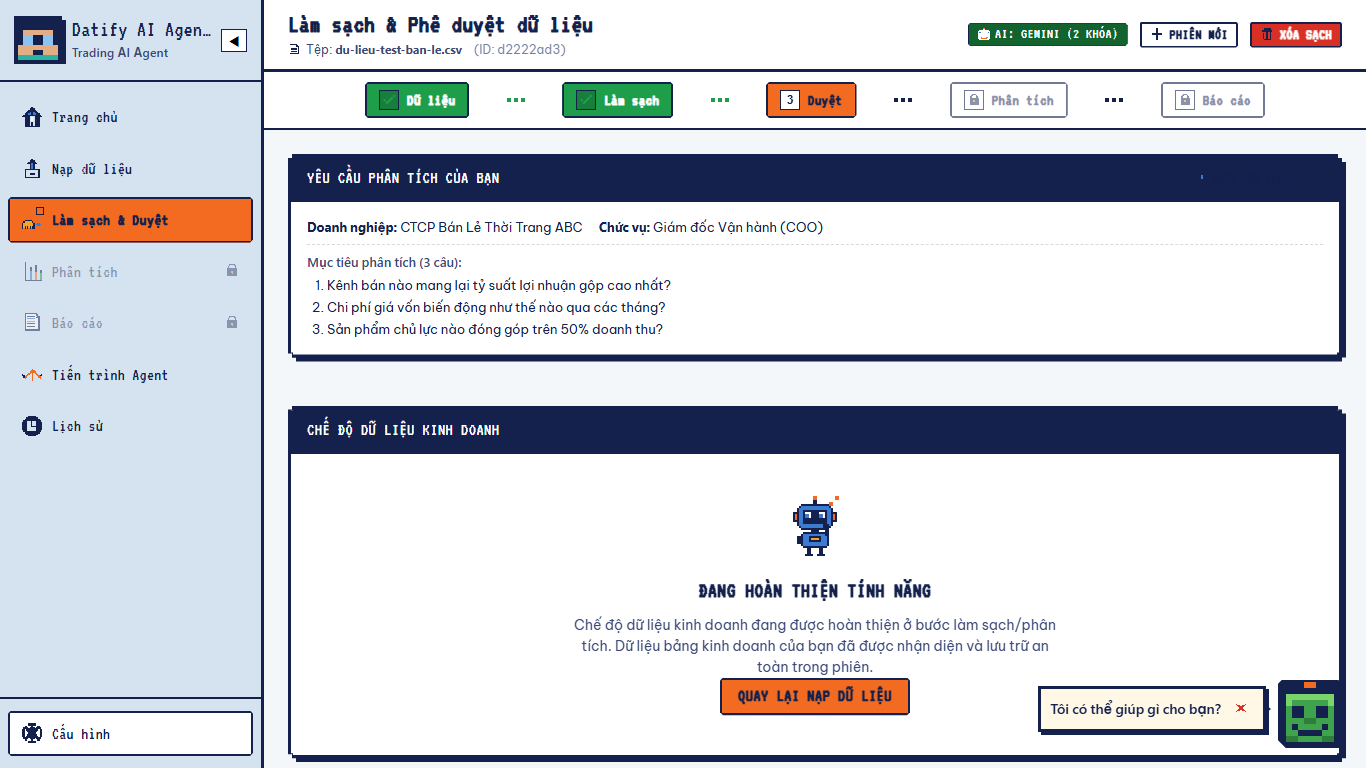 Datify AI Agen...
Trading AI Agent
Trang chủ
Nạp dữ liệu
Làm sạch & Duyệt
Phân tích
Báo cáo
Tiến trình Agent
Lịch sử
Cấu hình
Làm sạch & Phê duyệt dữ liệu
Tệp: du-lieu-test-ban-le.csv (ID: d2222ad3)
AI: GEMINI (2 KHÓA)
PHIÊN MỚI
XÓA SẠCH
Dữ liệu
Làm sạch
3 Duyệt
Phân tích
Báo cáo
YÊU CẦU PHÂN TÍCH CỦA BẠN
Doanh nghiệp: CTCP Bán Lẻ Thời Trang ABC Chức vụ: Giám đốc Vận hành (COO)
Mục tiêu phân tích (3 câu):
1. Kênh bán nào mang lại tỷ suất lợi nhuận gộp cao nhất?
2. Chi phí giá vốn biến động như thế nào qua các tháng?
3. Sản phẩm chủ lực nào đóng góp trên 50% doanh thu?
CHẾ ĐỘ DỮ LIỆU KINH DOANH
ĐANG HOÀN THIỆN TÍNH NĂNG
Chế độ dữ liệu kinh doanh đang được hoàn thiện ở bước làm sạch/phân
tích. Dữ liệu bảng kinh doanh của bạn đã được nhận diện và lưu trữ an
toàn trong phiên.
QUAY LẠI NẠP DỮ LIỆU
Tôi có thể giúp gì cho bạn?